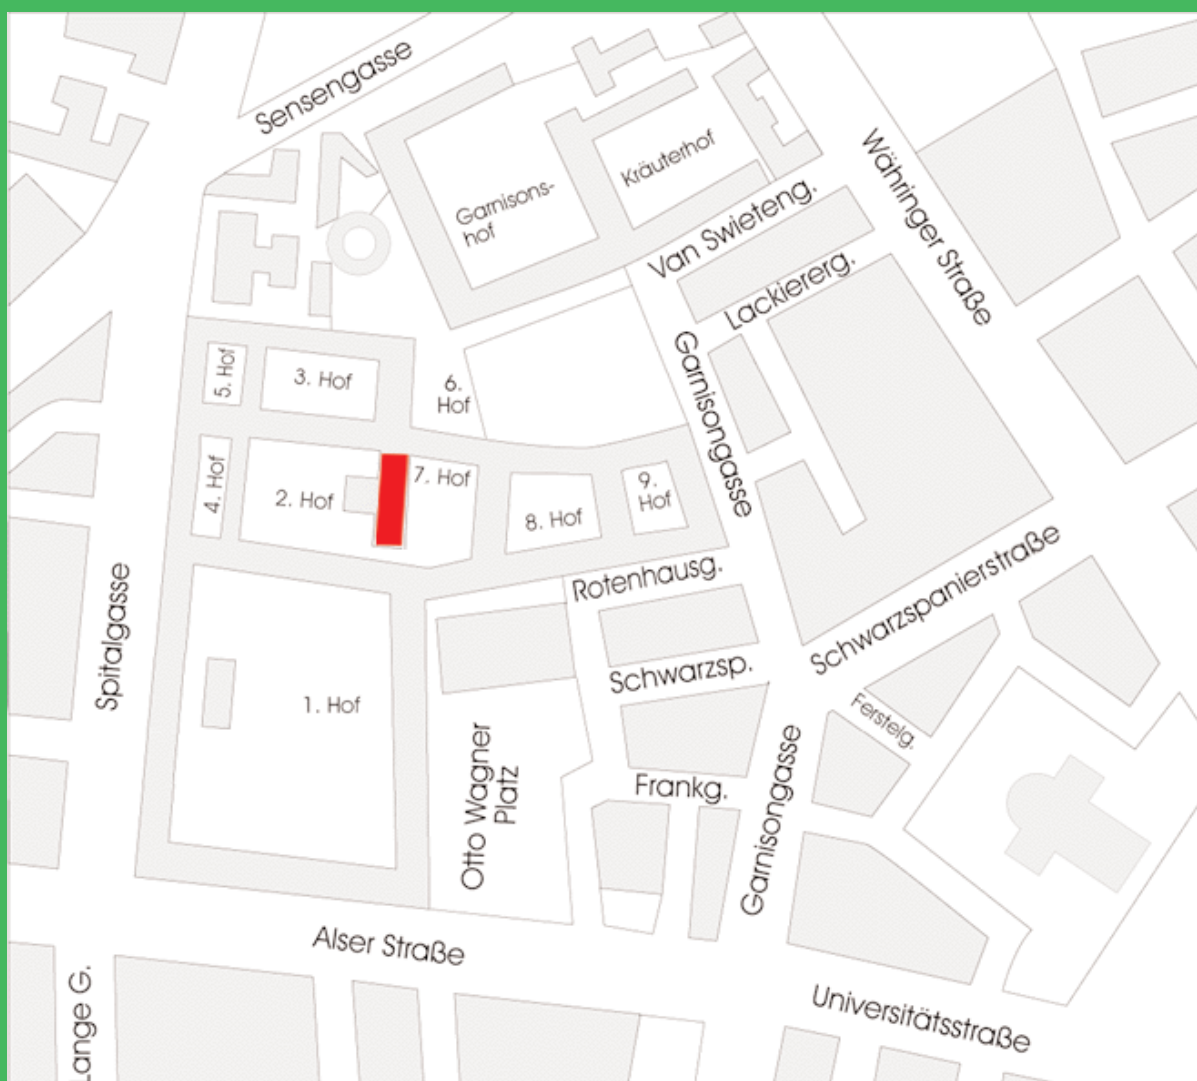 Sensengasse
Kräuterhof
Währinger Straße
Garnisons-
hof
Van Swieteng.
Lackiererg.
5. Hof
3. Hof
6.
Hof
Garnisongasse
4. Hof
2. Hof
7. Hof
8. Hof
9.
Hof
Rotenhausg.
Schwarzspanierstraße
Spitalgasse
Schwarzsp.
1. Hof
Ferstelg.
Otto Wagner
Platz
Frankg.
Garnisongasse
Alser Straße
Lange G.
Universitätsstraße